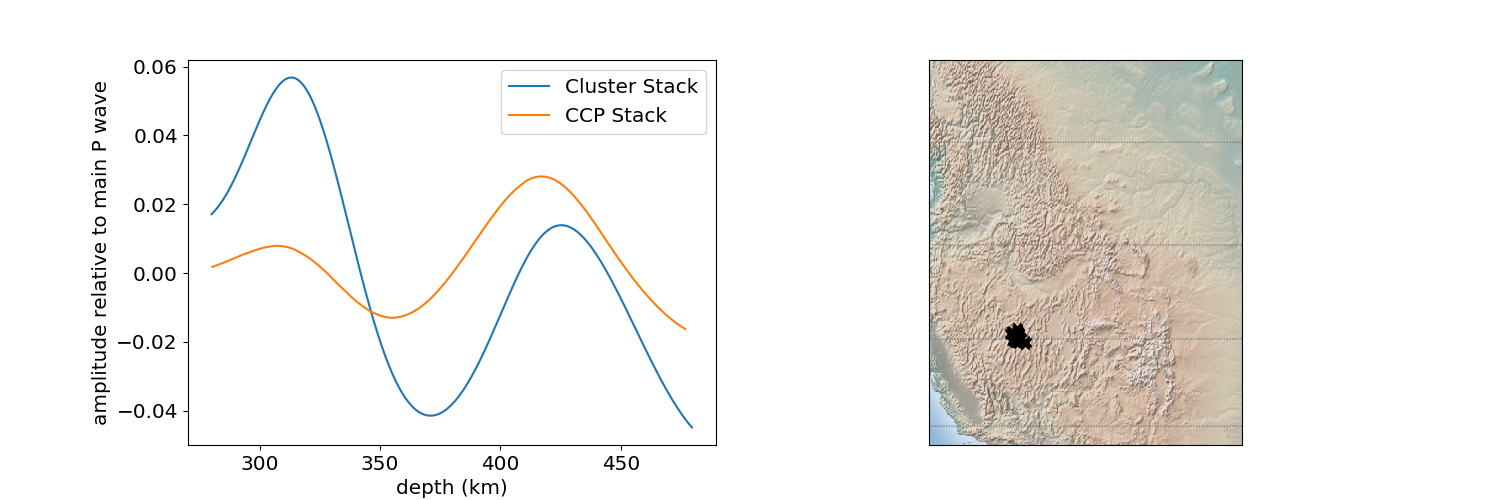 0.06
0.04
0.02
0.00
−0.02
−0.04
amplitude relative to main P wave
Cluster Stack
CCP Stack
300
350
400
450
depth (km)